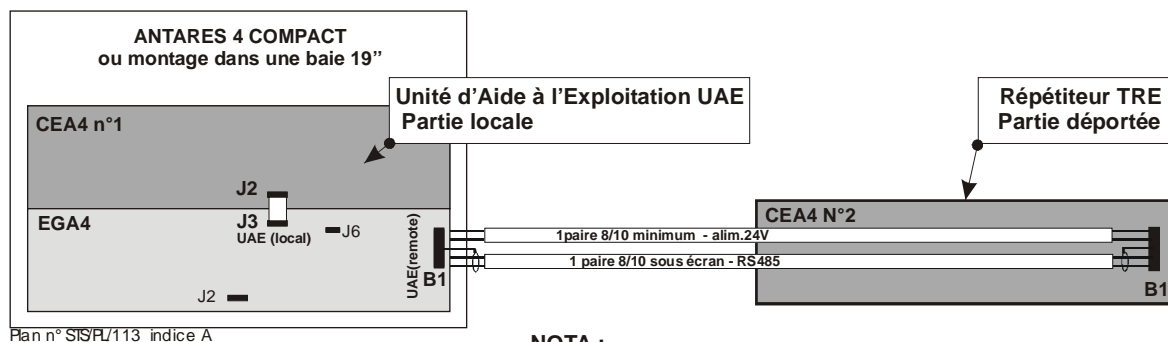 ANTARES 4 COMPACT
ou montage dans une baie 19"
Unité d'Aide à l'Exploitation UAE
Partie locale
Répétiteur TRE
Partie déportée
CEA4 n°1
J2
EGA4
J3
UAE (local)
J6
UAE(remote)
B1
J2
1paire 8/10 minimum - alim.24V
1 paire 8/10 sous écran - RS485
CEA4 N°2
B1
Plan n° STS/PL/113 indice A
NOTA :